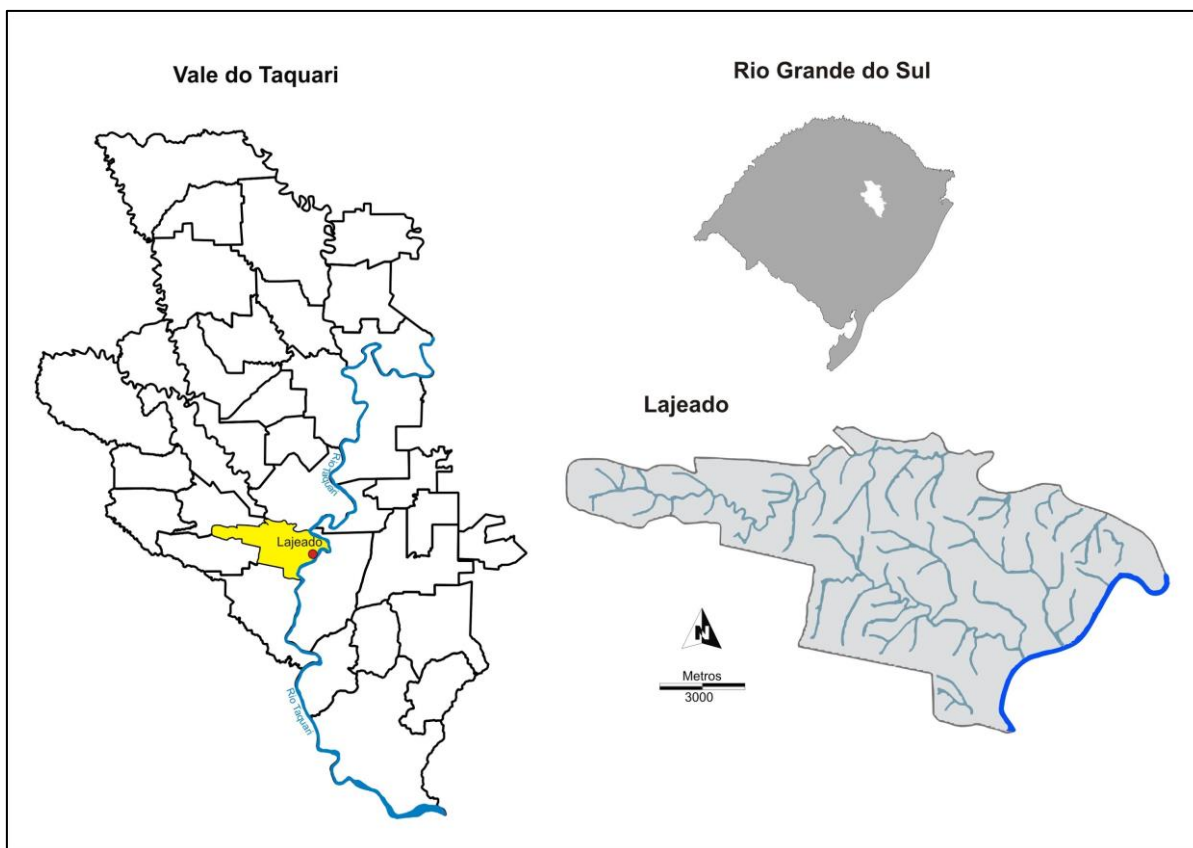 Vale do Taquari
Rio Grande do Sul
Lajeado
Rio Taquari
Lajeado
N
Metros
3000
Rio Taquari